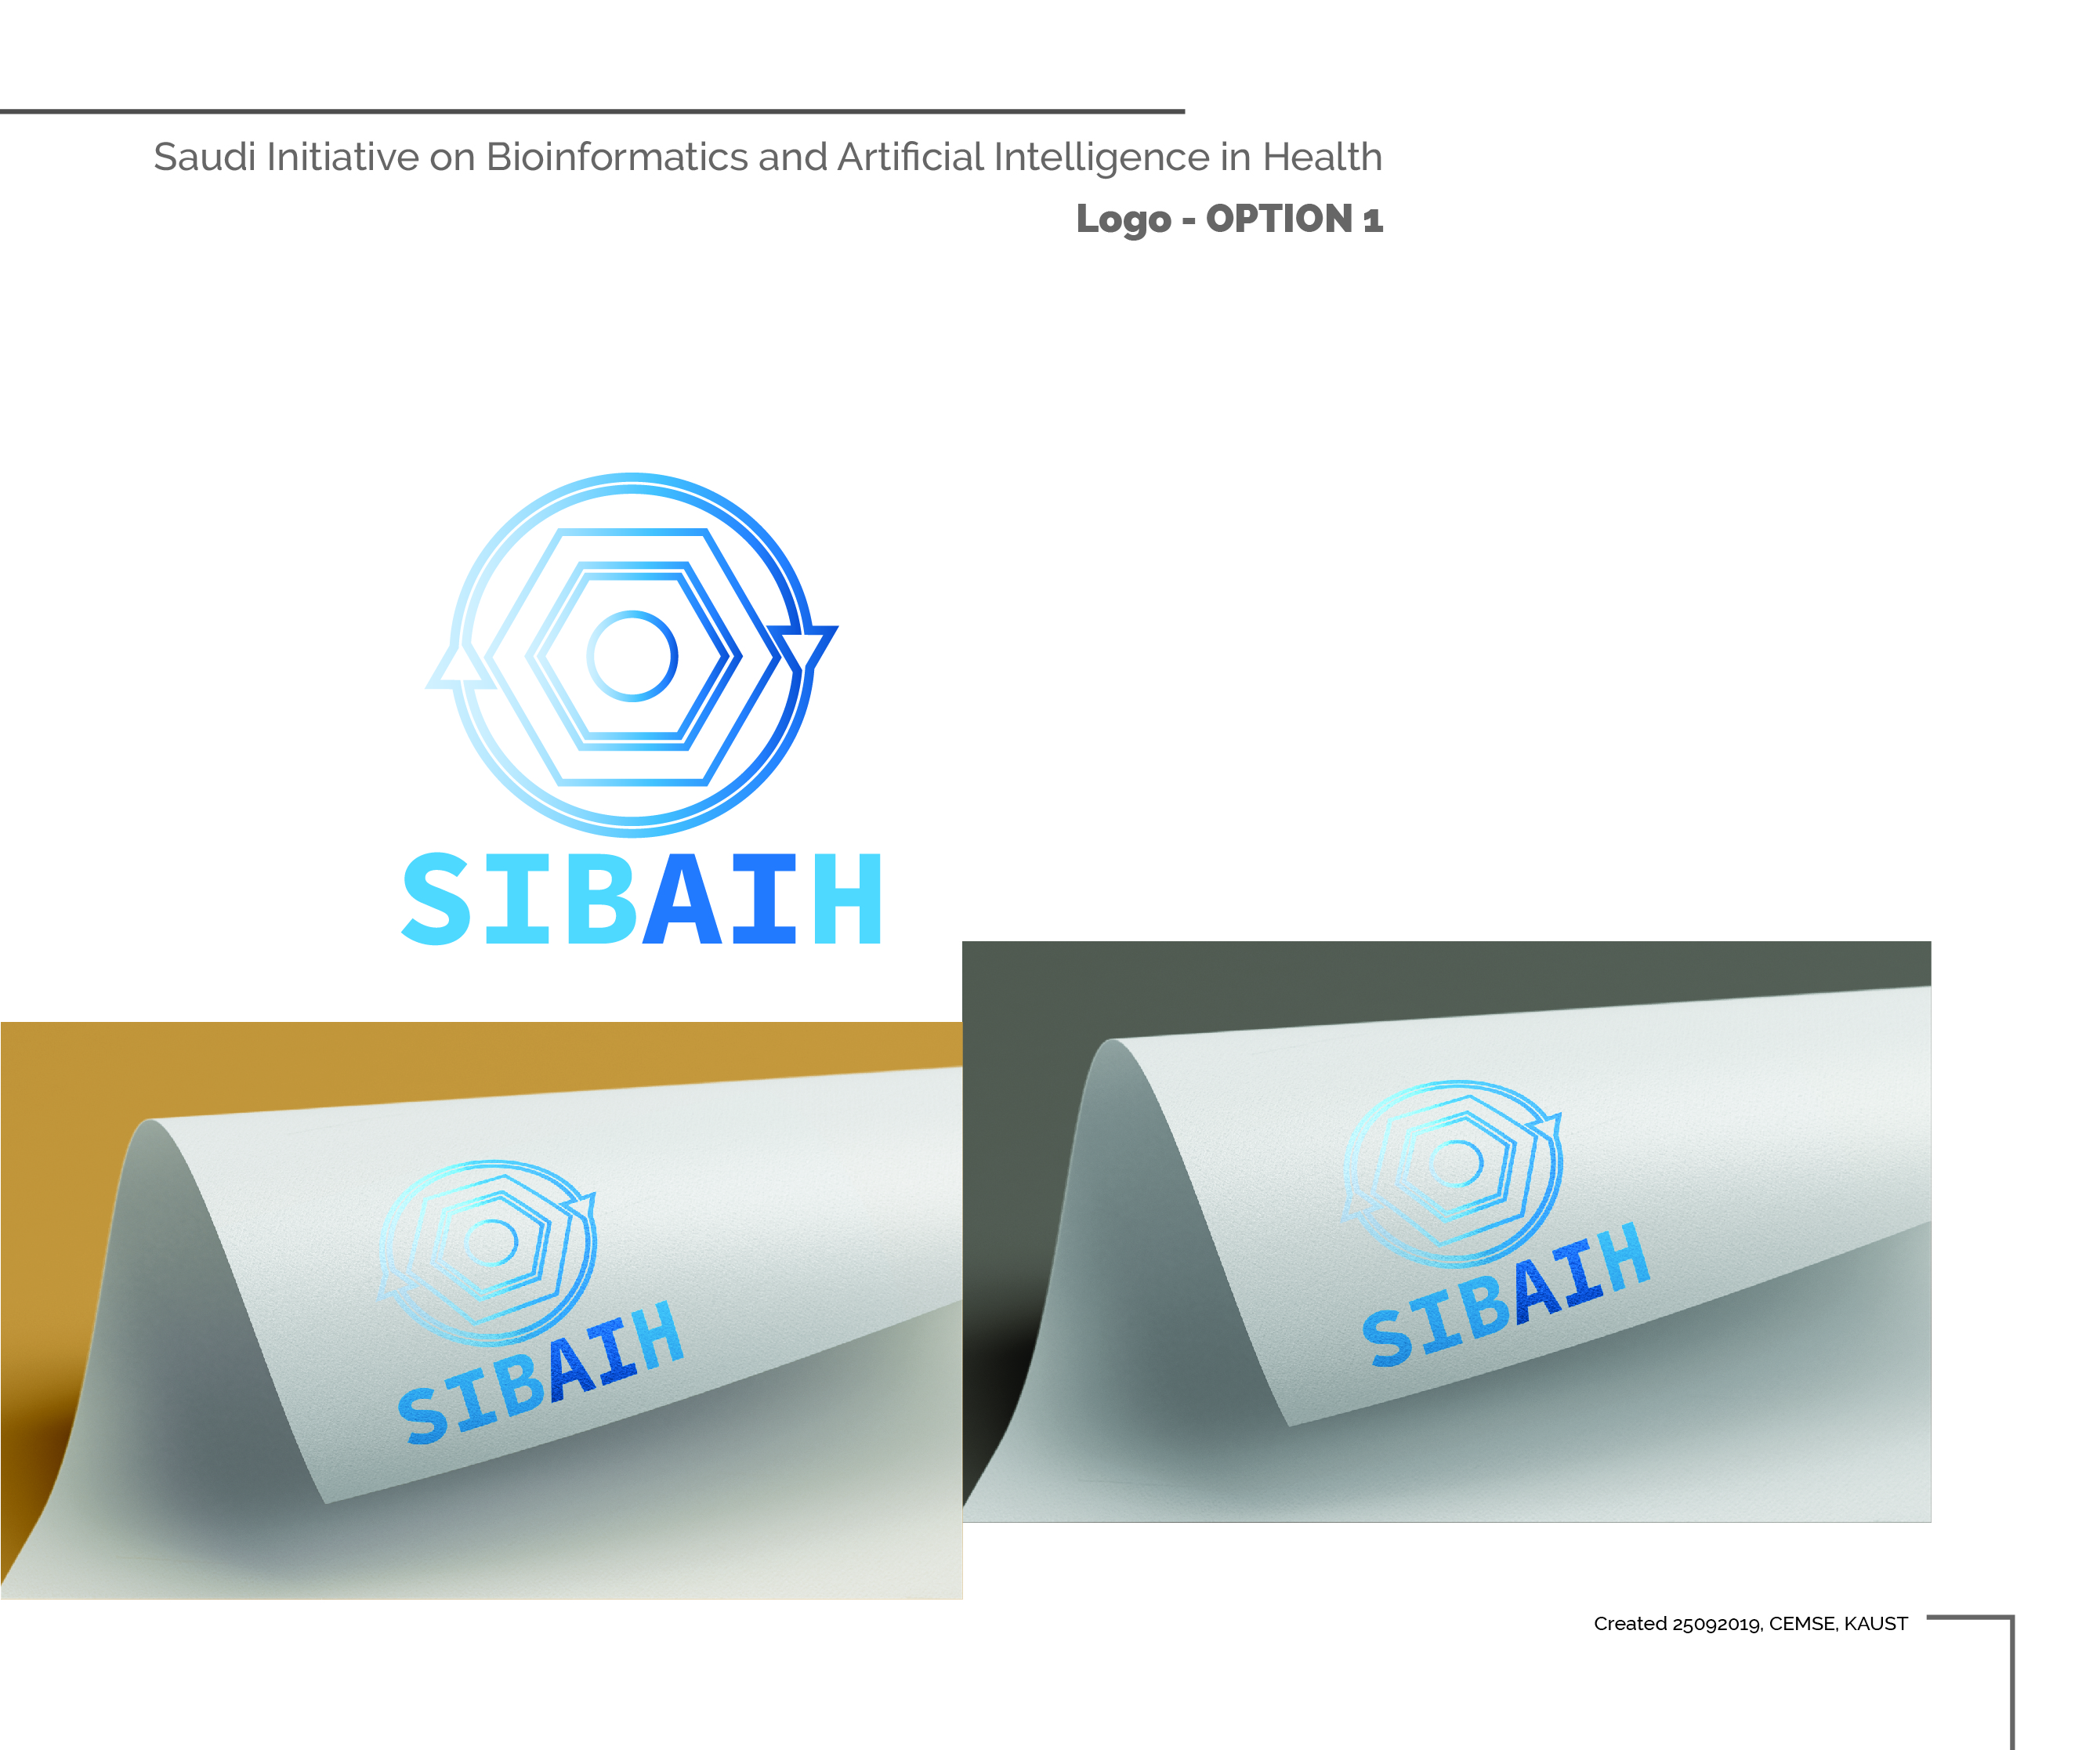 Saudi Initiative on Bioinformatics and Artificial Intelligence in Health
Logo - OPTION 1
SIBAIH
SIBAIH
SIBAIH
Created 25092019, CEMSE, KAUST